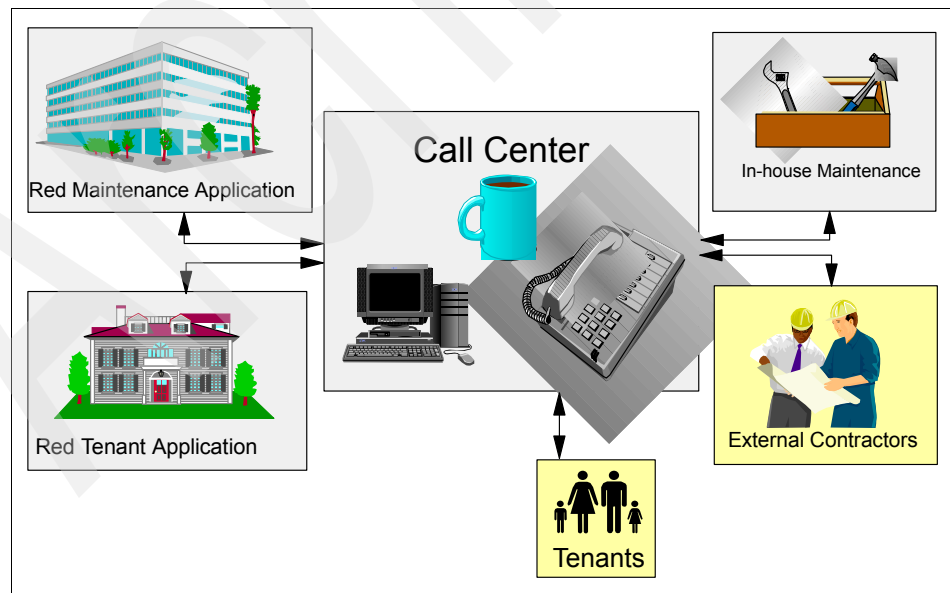 Call Center
Red Maintenance Application
In-house Maintenance
Red Tenant Application
External Contractors
Tenants